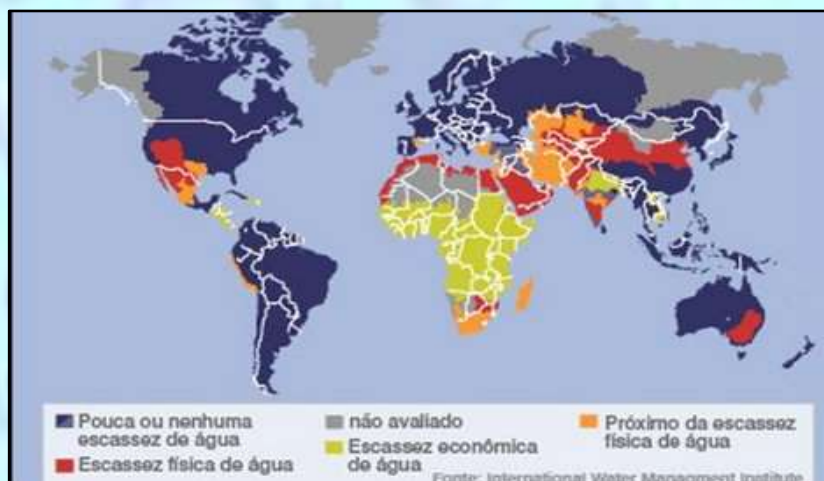 Pouca ou nenhuma
escassez de água
Escassez física de água
não avaliado
Escassez econômica
de água
Próximo da escassez
física de água
Fonte: International Water Managment Institute